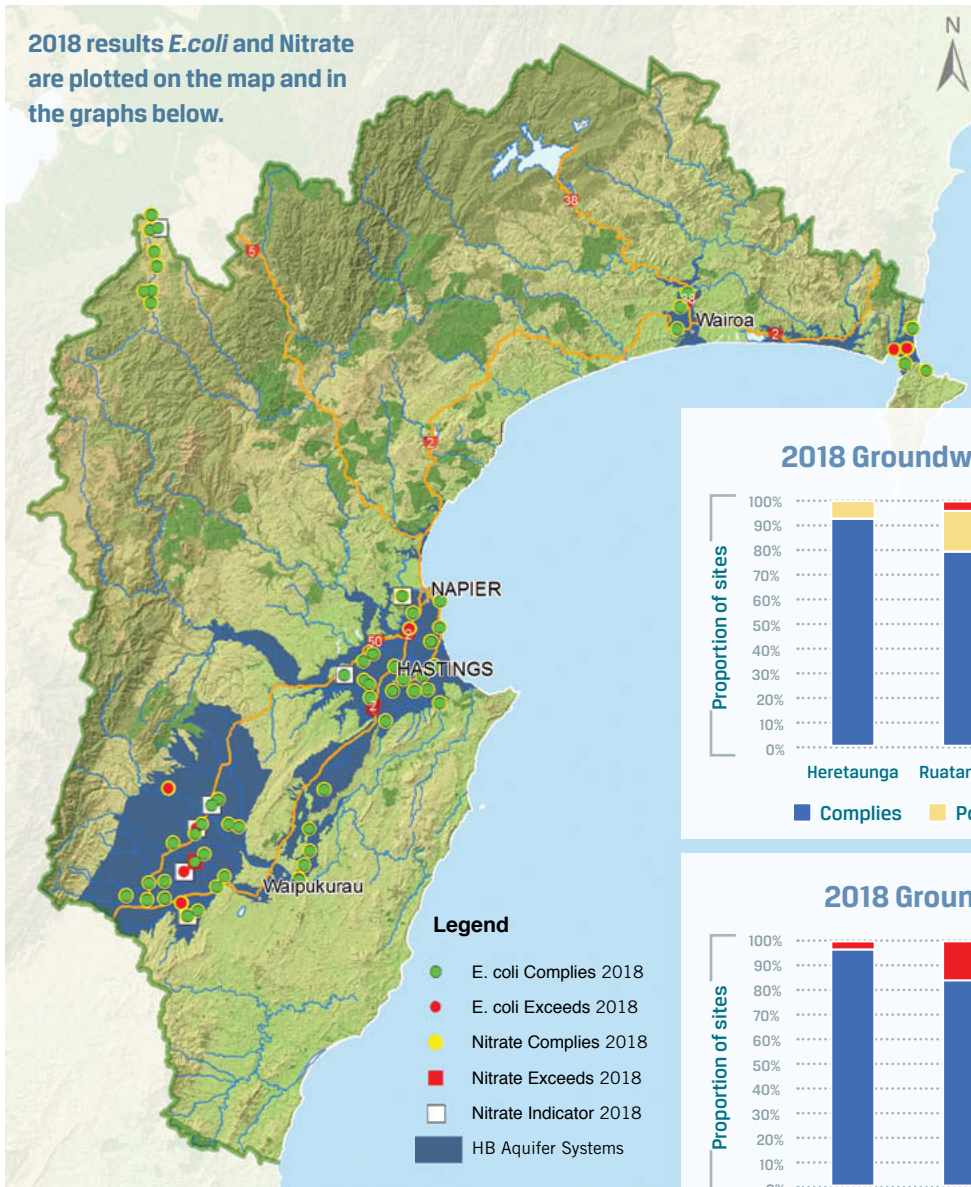 2018 results E.coli and Nitrate
are plotted on the map and in
the graphs below.
N
38
5
38
Wairoa
2
2
NAPIER
2
50
HASTINGS
2
Waipukurau
2018 Groundw
100%
90%
80%
70%
60%
50%
40%
30%
20%
10%
0%
Proportion of sites
Heretaunga Ruatan
Complies Po
2018 Groun
100%
90%
80%
70%
60%
50%
40%
30%
20%
10%
Proportion of sites
Legend
E. coli Complies 2018
E. coli Exceeds 2018
Nitrate Complies 2018
Nitrate Exceeds 2018
Nitrate Indicator 2018
HB Aquifer Systems